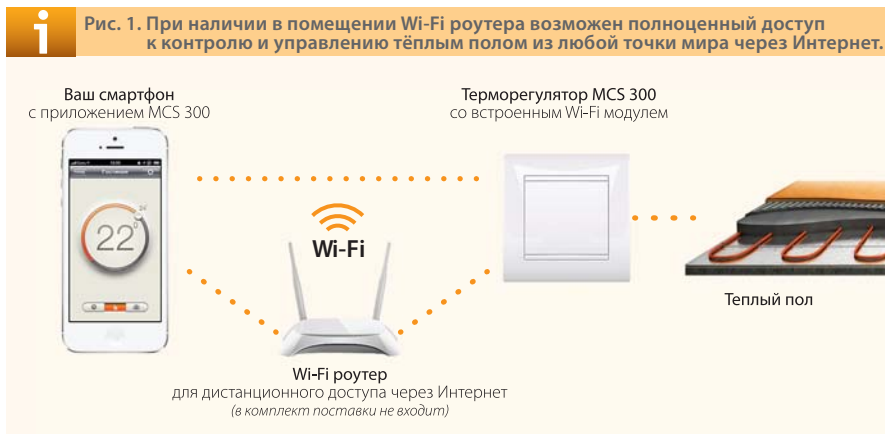 i
Рис. 1. При наличии в помещении Wi-Fi роутера возможен полноценный доступ
к контролю и управлению тёплым полом из любой точки мира через Интернет.
Ваш смартфон
с приложением MCS 300
Терморегулятор MCS 300
со встроенным Wi-Fi модулем
24°
22°
Wi-Fi
Теплый пол
Wi-Fi роутер
для дистанционного доступа через Интернет
(в комплект поставки не входит)